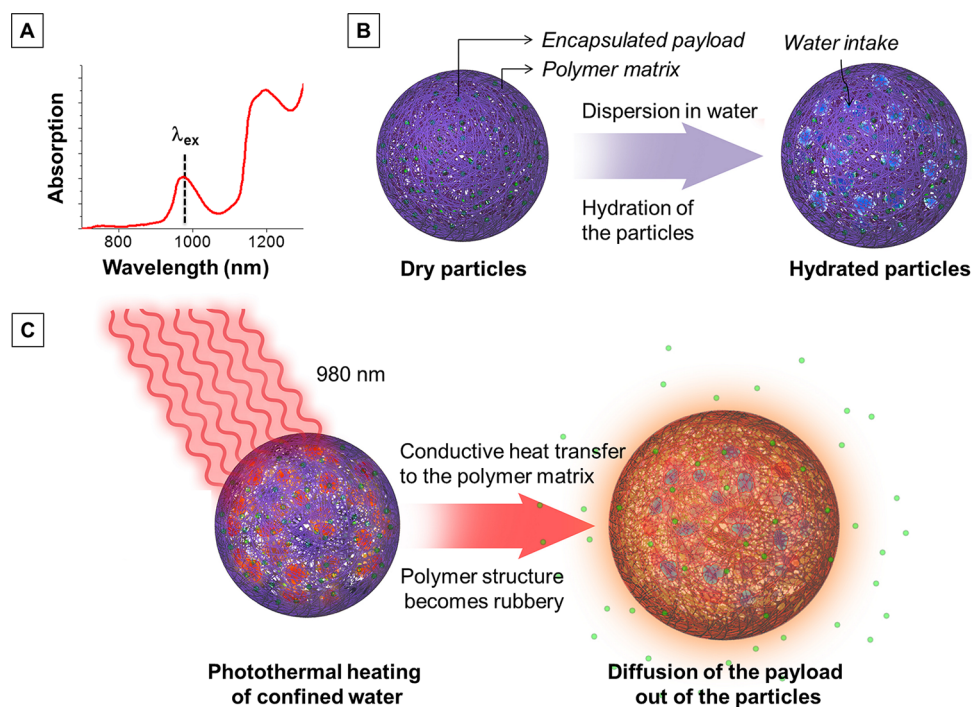 A
Absorption
λex
800
1000
1200
Wavelength (nm)
B
Encapsulated payload
Polymer matrix
Water intake
Dispersion in water
Hydration of
the particles
Dry particles
Hydrated particles
C
980 nm
Conductive heat transfer
to the polymer matrix
Polymer structure
becomes rubbery
Photothermal heating
of confined water
Diffusion of the payload
out of the particles